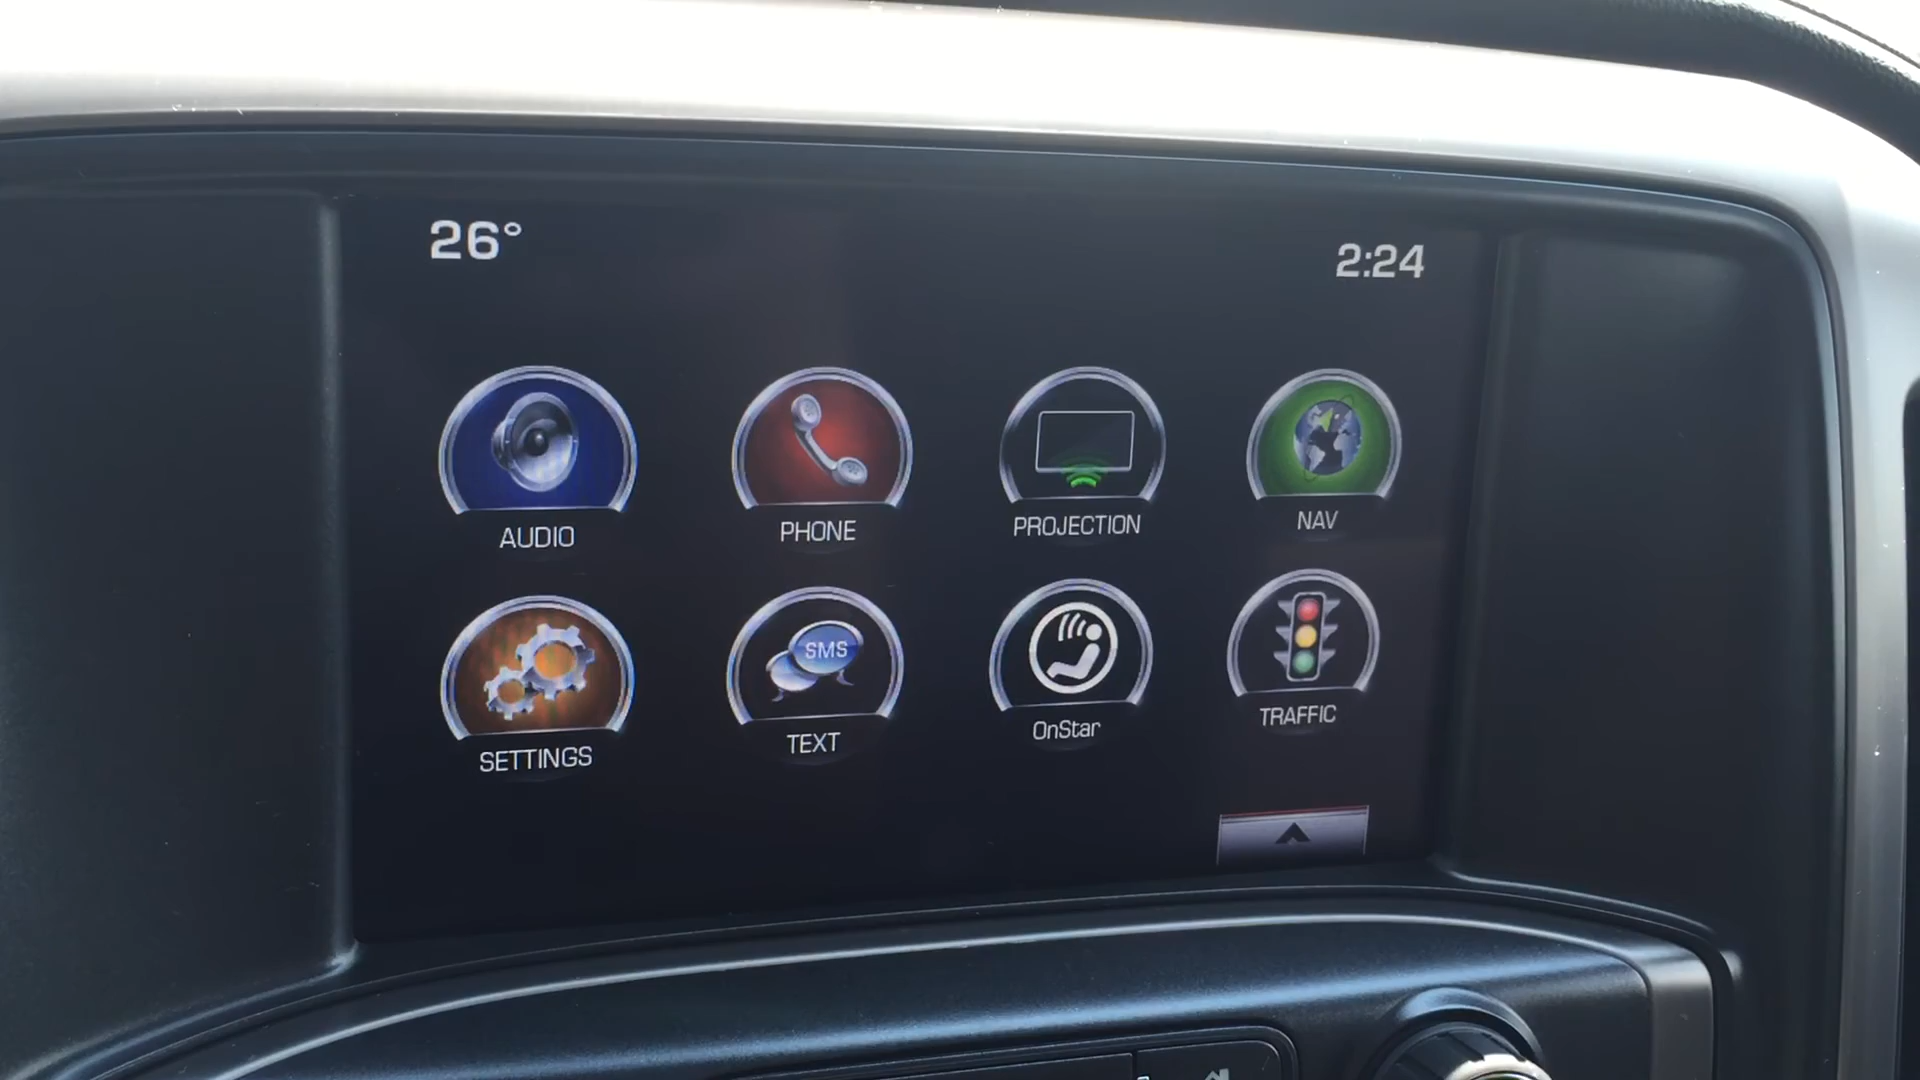 26°
2:24
AUDIO
PHONE
PROJECTION
NAV
SMS
SETTINGS
TEXT
OnStar
TRAFFIC